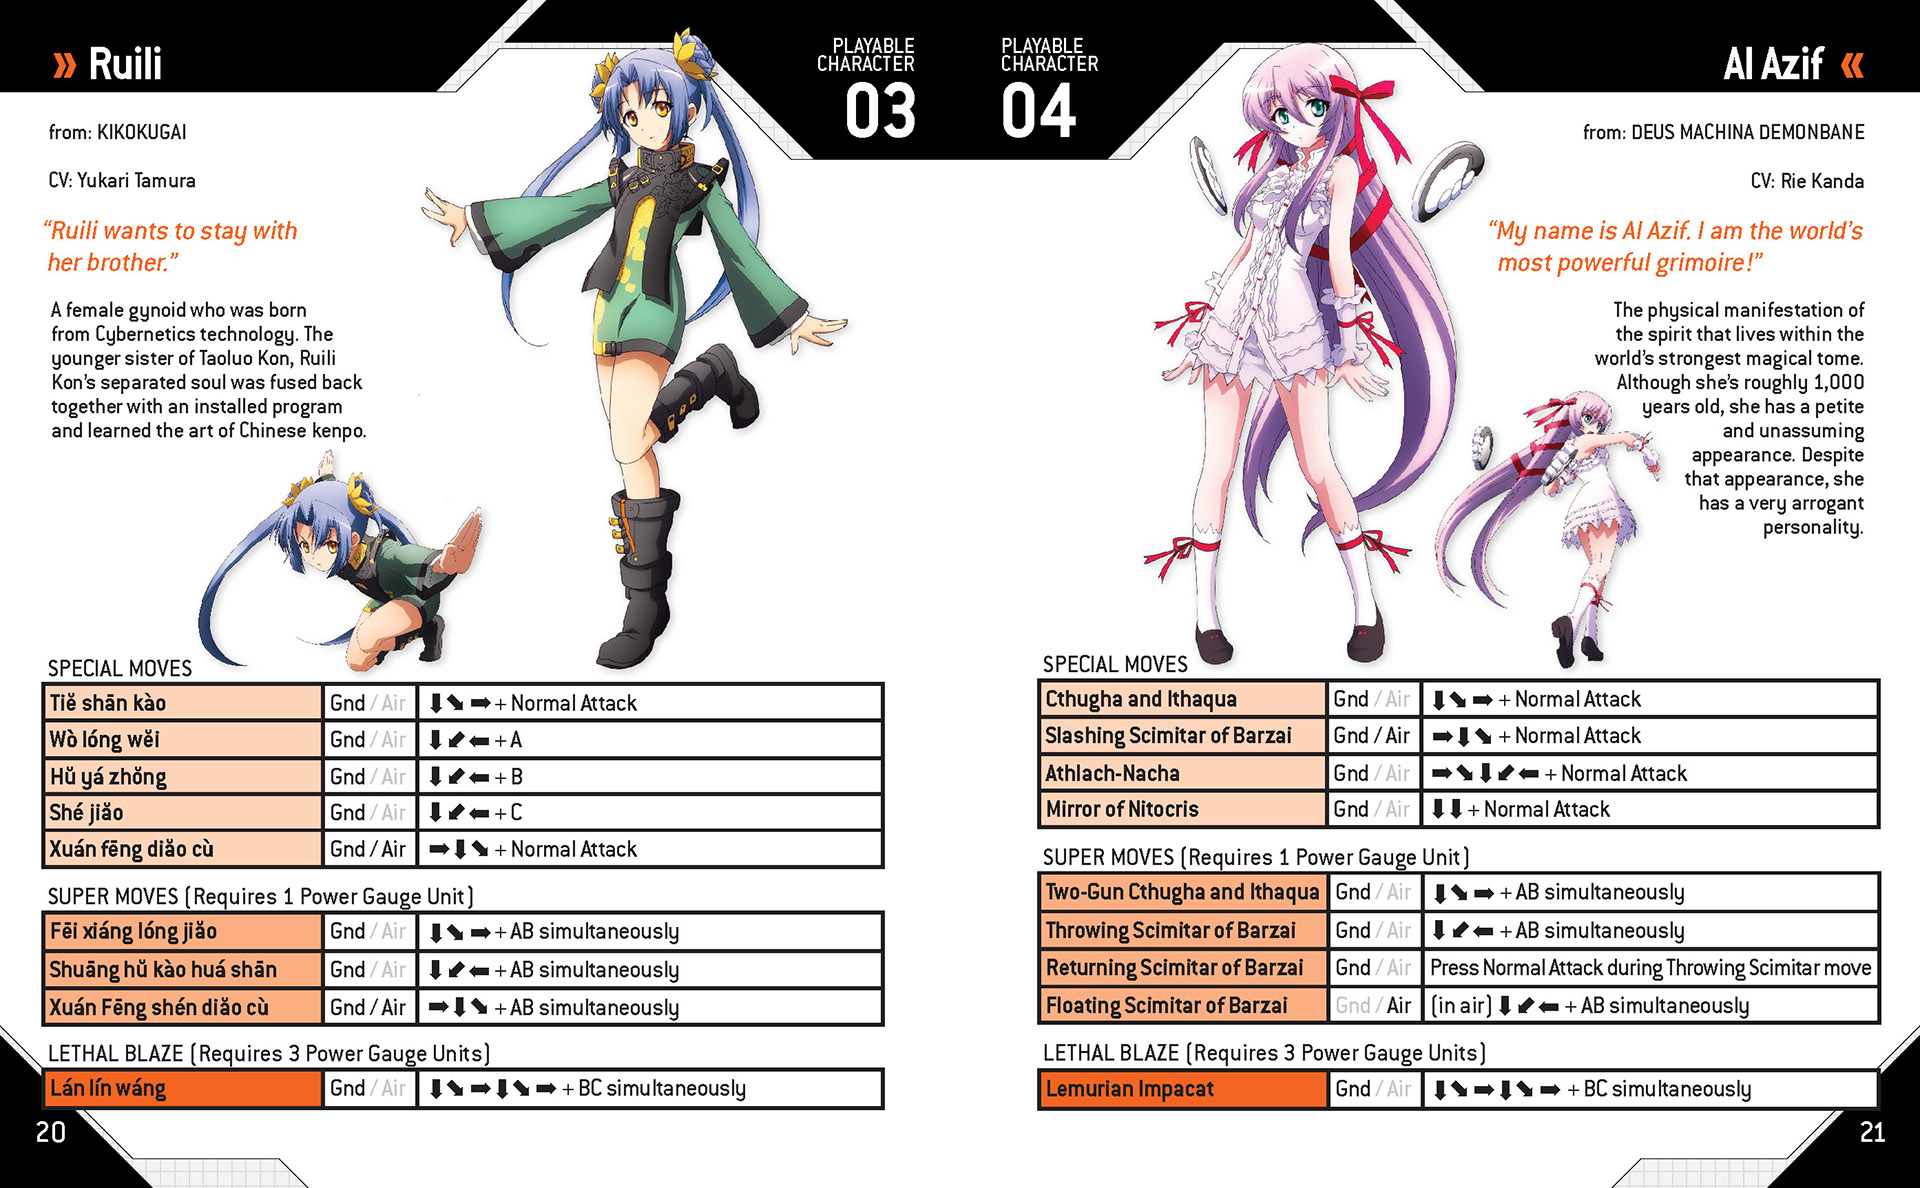 » Ruili
PLAYABLE
CHARACTER
03
from: KIKOKUGAI
CV: Yukari Tamura
“Ruili wants to stay with
her brother.”
A female gynoid who was born
from Cybernetics technology. The
younger sister of Taoluo Kon, Ruili
Kon’s separated soul was fused back
together with an installed program
and learned the art of Chinese kenpo.
SPECIAL MOVES
Tiě shān kào Gnd / Air ⬇⬊➡ + Normal Attack
Wò lóng wěi Gnd / Air ⬇⬋⬅ + A
Hŭ yá zhŏng Gnd / Air ⬇⬋⬅ + B
Shé jiăo Gnd / Air ⬇⬋⬅ + C
Xuán fēng diăo cù Gnd / Air ➡⬇⬊ + Normal Attack
SUPER MOVES (Requires 1 Power Gauge Unit)
Fēi xiáng lóng jiăo Gnd / Air ⬇⬊➡ + AB simultaneously
Shuāng hŭ kào huá shān Gnd / Air ⬇⬋⬅ + AB simultaneously
Xuán Fēng shén diăo cù Gnd / Air ➡⬇⬊ + AB simultaneously
LETHAL BLAZE (Requires 3 Power Gauge Units)
Lán lín wáng Gnd / Air ⬇⬊➡⬇⬊➡ + BC simultaneously
20
PLAYABLE
CHARACTER
04
Al Azif «
from: DEUS MACHINA DEMONBANE
CV: Rie Kanda
“My name is Al Azif. I am the world’s
most powerful grimoire!”
The physical manifestation of
the spirit that lives within the
world’s strongest magical tome.
Although she’s roughly 1,000
years old, she has a petite
and unassuming
appearance. Despite
that appearance, she
has a very arrogant
personality.
SPECIAL MOVES
Cthugha and Ithaqua Gnd / Air ⬇⬊➡ + Normal Attack
Slashing Scimitar of Barzai Gnd / Air ➡⬇⬊ + Normal Attack
Athlach-Nacha Gnd / Air ➡⬊⬇⬋⬅ + Normal Attack
Mirror of Nitocris Gnd / Air ⬇⬇ + Normal Attack
SUPER MOVES (Requires 1 Power Gauge Unit)
Two-Gun Cthugha and Ithaqua Gnd / Air ⬇⬊➡ + AB simultaneously
Throwing Scimitar of Barzai Gnd / Air ⬇⬋⬅ + AB simultaneously
Returning Scimitar of Barzai Gnd / Air Press Normal Attack during Throwing Scimitar move
Floating Scimitar of Barzai Gnd / Air (in air) ⬇⬋⬅ + AB simultaneously
LETHAL BLAZE (Requires 3 Power Gauge Units)
Lemurian Impacat Gnd / Air ⬇⬊➡⬇⬊➡ + BC simultaneously
21